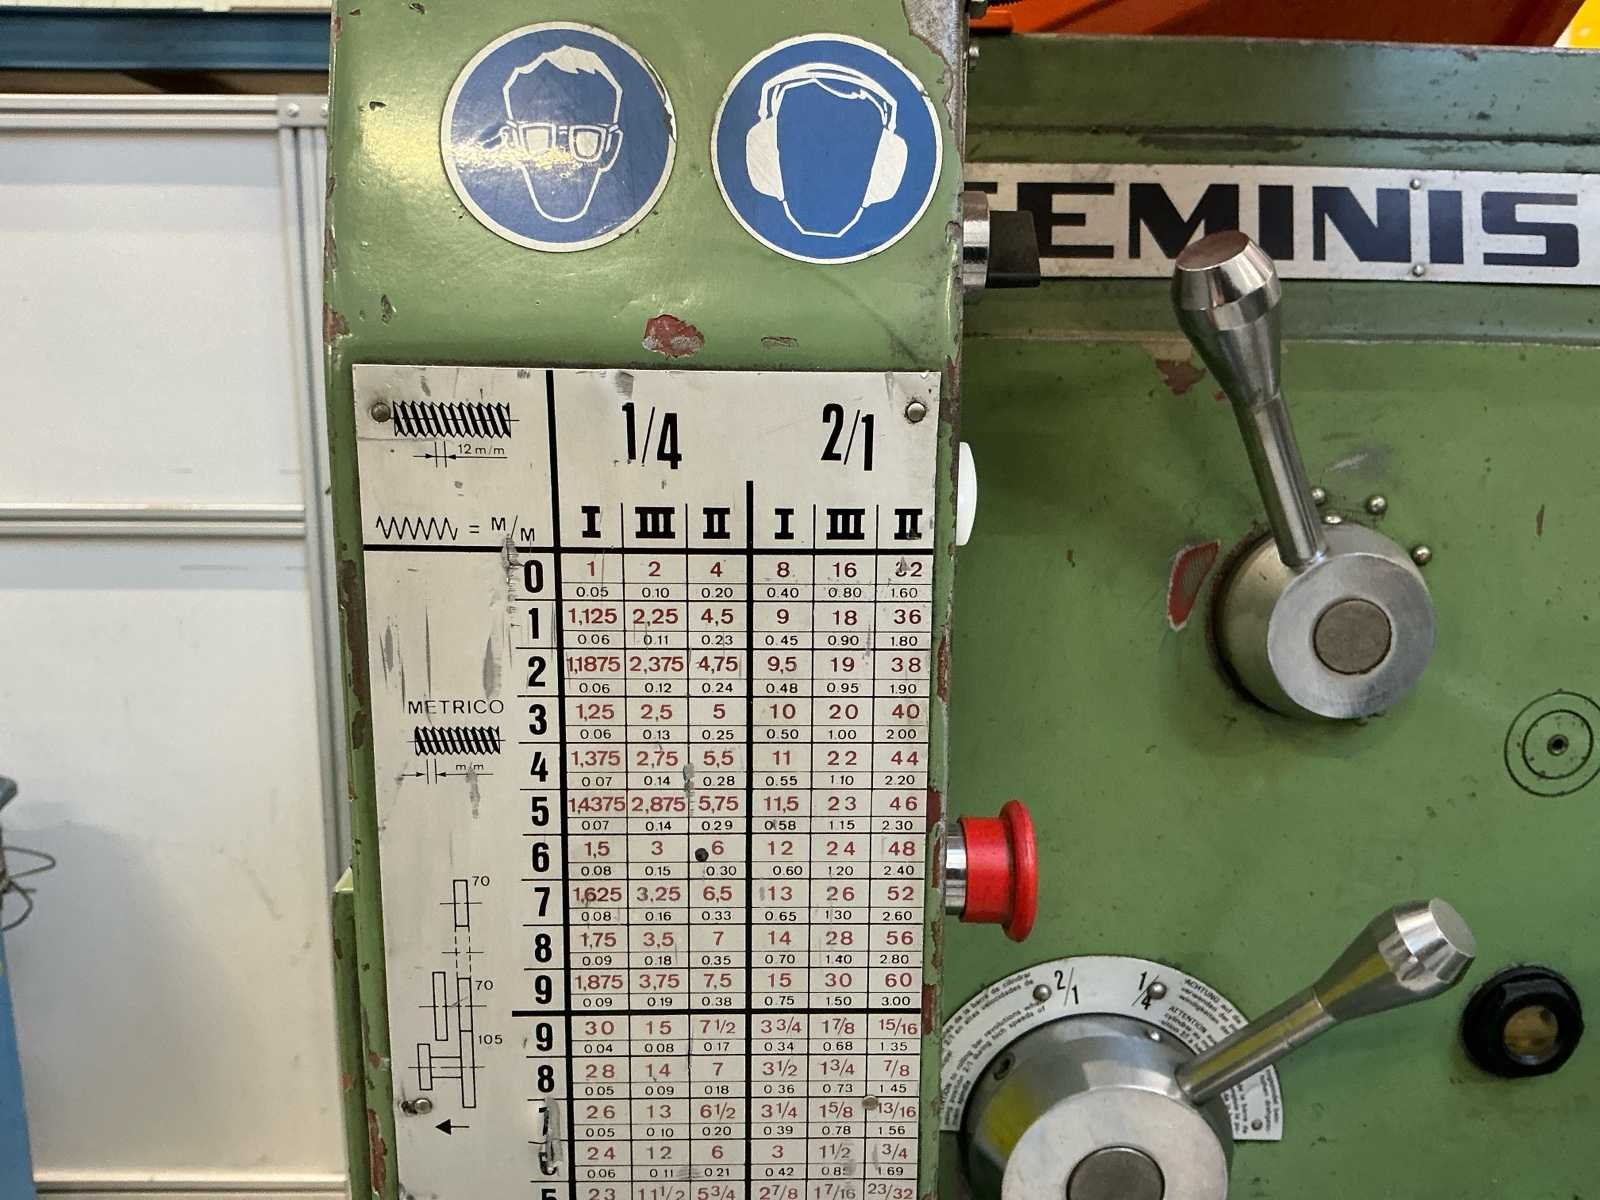 EMINIS
12 m/m
1/4 2/1
= M/M
I III II I III II
0 1 2 4 8 16 32
0.05 0.10 0.20 0.40 0.80 1.60
1 1,125 2,25 4,5 9 18 36
0.06 0.11 0.23 0.45 0.90 1.80
2 1,1875 2,375 4,75 9,5 19 38
0.06 0.12 0.24 0.48 0.95 1.90
METRICO
3 1,25 2,5 5 10 20 40
0.06 0.13 0.25 0.50 1.00 2.00
m/m
4 1,375 2,75 5,5 11 22 44
0.07 0.14 0.28 0.55 1.10 2.20
5 1,4375 2,875 5,75 11,5 23 46
0.07 0.14 0.29 0.58 1.15 2.30
6 1,5 3 6 12 24 48
0.08 0.15 0.30 0.60 1.20 2.40
70
7 1,625 3,25 6,5 13 26 52
0.08 0.16 0.33 0.65 1.30 2.60
8 1,75 3,5 7 14 28 56
0.09 0.18 0.35 0.70 1.40 2.80
70
9 1,875 3,75 7,5 15 30 60
0.09 0.19 0.38 0.75 1.50 3.00
105
9 30 15 7 1/2 3 3/4 1 7/8 15/16
0.04 0.08 0.17 0.34 0.68 1.35
8 28 14 7 3 1/2 1 3/4 7/8
0.05 0.09 0.18 0.36 0.73 1.45
7 26 13 6 1/2 3 1/4 1 5/8 13/16
0.05 0.10 0.20 0.39 0.78 1.56
6 24 12 6 3 1 1/2 3/4
0.06 0.11 0.21 0.42 0.85 1.69
5 23 11 1/2 5 3/4 2 7/8 1 7/16 23/32
2/1 1/4
ACHTUNG
ATTENTION